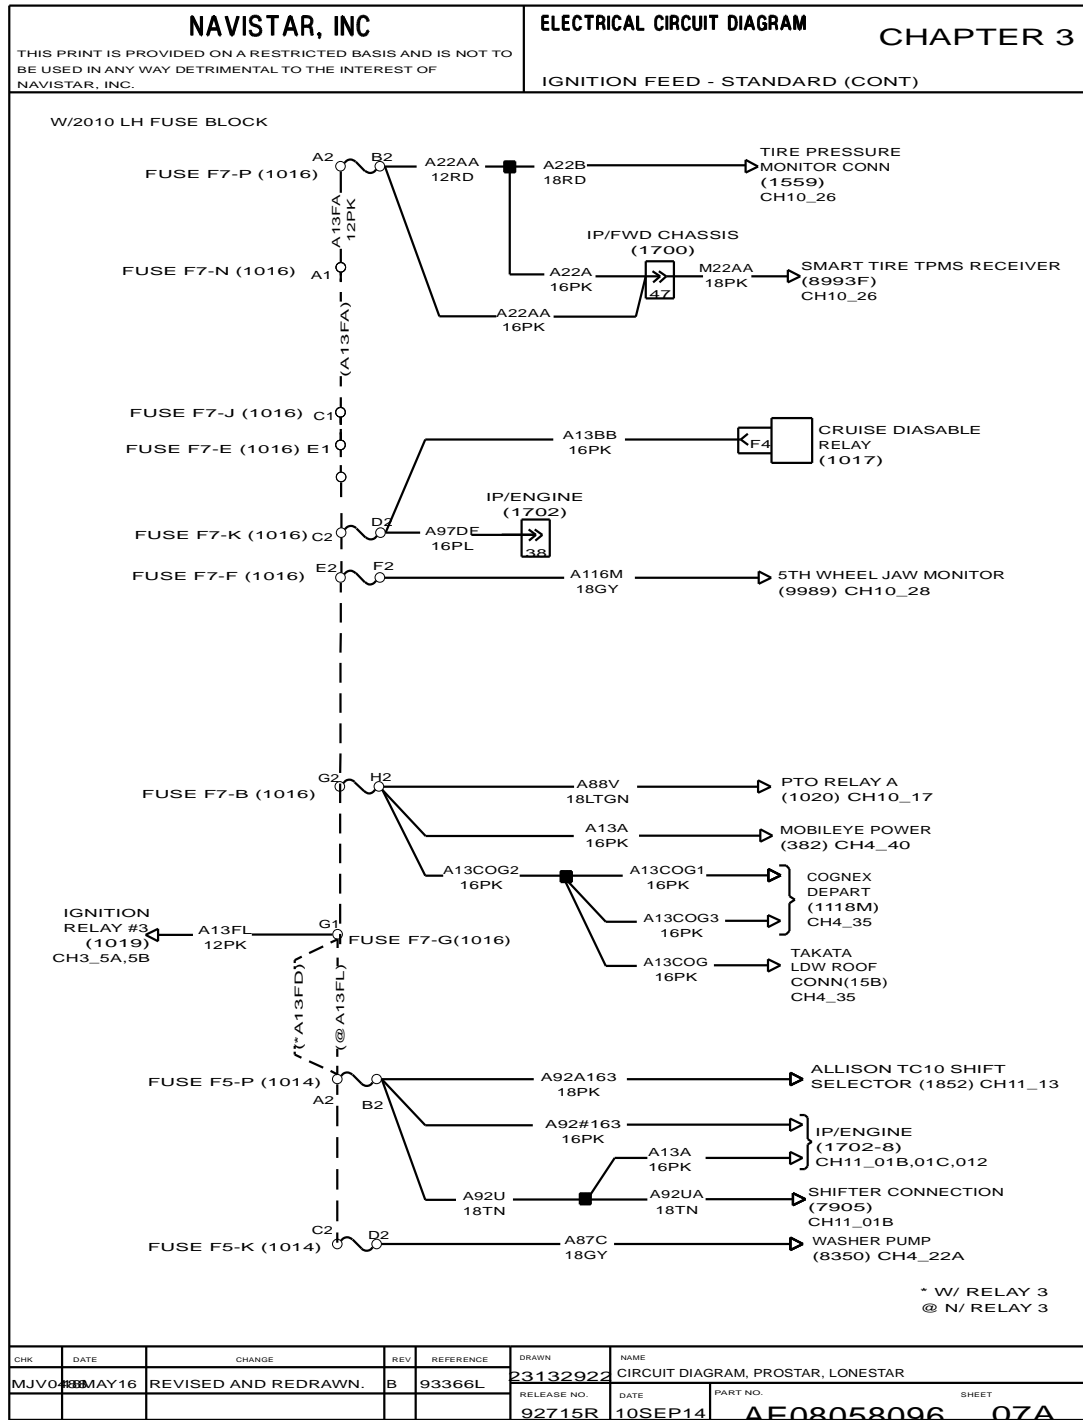 NAVISTAR, INC
THIS PRINT IS PROVIDED ON A RESTRICTED BASIS AND IS NOT TO
BE USED IN ANY WAY DETRIMENTAL TO THE INTEREST OF
NAVISTAR, INC.
ELECTRICAL CIRCUIT DIAGRAM
CHAPTER 3
IGNITION FEED - STANDARD (CONT)
W/2010 LH FUSE BLOCK
FUSE F7-P (1016)
A2
B2
A22AA
12RD
A22B
18RD
TIRE PRESSURE
MONITOR CONN
(1559)
CH10_26
A13FA
12PK
IP/FWD CHASSIS
(1700)
FUSE F7-N (1016)
A1
A22A
16PK
47
M22AA
18PK
SMART TIRE TPMS RECEIVER
(8993F)
CH10_26
A22AA
16PK
(A13FA)
FUSE F7-J (1016)
C1
FUSE F7-E (1016)
E1
A13BB
16PK
F4
CRUISE DIASABLE
RELAY
(1017)
IP/ENGINE
(1702)
FUSE F7-K (1016)
C2
D2
A97DE
16PL
38
FUSE F7-F (1016)
E2
F2
A116M
18GY
5TH WHEEL JAW MONITOR
(9989) CH10_28
FUSE F7-B (1016)
G2
H2
A88V
18LTGN
PTO RELAY A
(1020) CH10_17
A13A
16PK
MOBILEYE POWER
(382) CH4_40
A13COG2
16PK
A13COG1
16PK
COGNEX
DEPART
(1118M)
CH4_35
A13COG3
16PK
IGNITION
RELAY #3
(1019)
CH3_5A,5B
A13FL
12PK
G1
FUSE F7-G(1016)
A13COG
16PK
TAKATA
LDW ROOF
CONN(15B)
CH4_35
(*A13FD)
(@A13FL)
FUSE F5-P (1014)
A2
B2
A92A163
18PK
ALLISON TC10 SHIFT
SELECTOR (1852) CH11_13
A92#163
16PK
IP/ENGINE
(1702-8)
CH11_01B,01C,012
A13A
16PK
A92U
18TN
A92UA
18TN
SHIFTER CONNECTION
(7905)
CH11_01B
FUSE F5-K (1014)
C2
D2
A87C
18GY
WASHER PUMP
(8350) CH4_22A
* W/ RELAY 3
@ N/ RELAY 3
CHK
DATE
CHANGE
REV
REFERENCE
DRAWN
NAME
MAY16
REVISED AND REDRAWN.
B
93366L
23132922
CIRCUIT DIAGRAM, PROSTAR, LONESTAR
RELEASE NO.
DATE
PART NO.
SHEET
92715R
10SEP14
AE08058096
07A